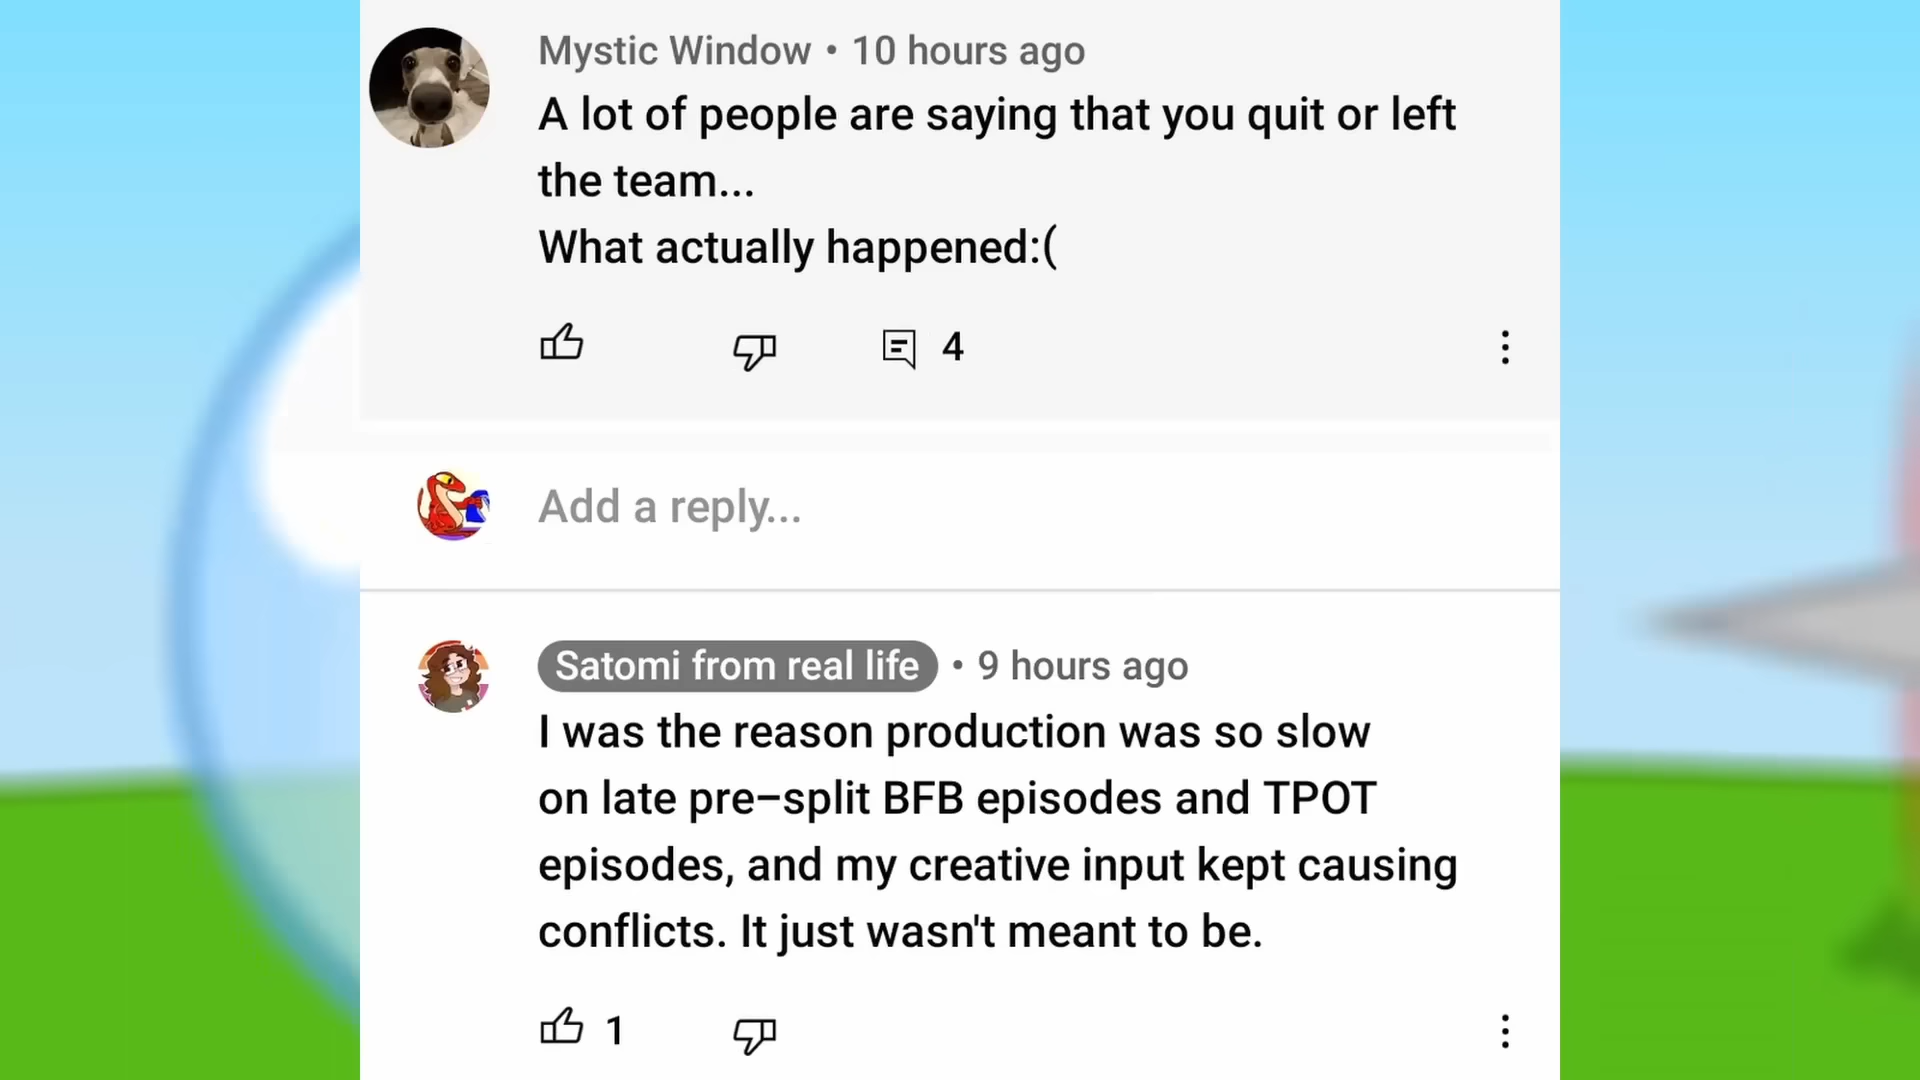 Mystic Window • 10 hours ago
A lot of people are saying that you quit or left
the team...
What actually happened:(
4
Add a reply...
Satomi from real life • 9 hours ago
I was the reason production was so slow
on late pre–split BFB episodes and TPOT
episodes, and my creative input kept causing
conflicts. It just wasn't meant to be.
1